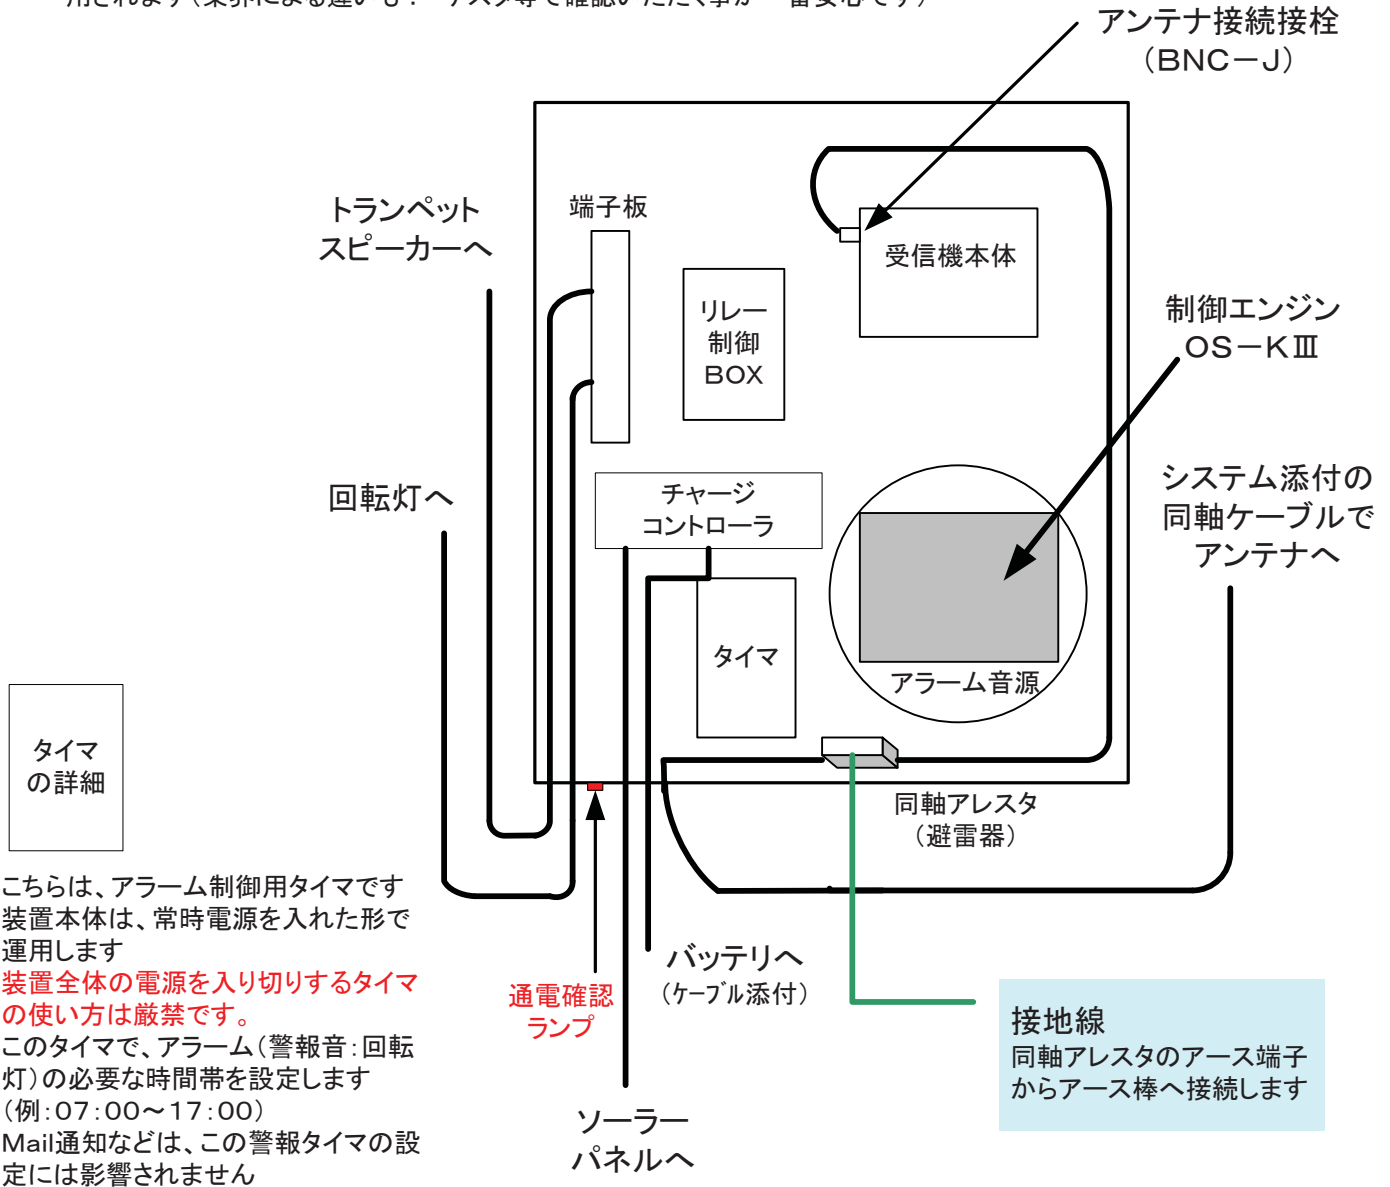 アンテナ接続接栓
（BNC－J）
トランペット
スピーカーへ
端子板
受信機本体
リレー
制御
BOX
制御エンジン
OS－KⅢ
回転灯へ
チャージ
コントローラ
システム添付の
同軸ケーブルで
アンテナへ
タイマ
アラーム音源
タイマ
の詳細
同軸アレスタ
（避雷器）
こちらは、アラーム制御用タイマです
装置本体は、常時電源を入れた形で
運用します
装置全体の電源を入り切りするタイマ
の使い方は厳禁です。
このタイマで、アラーム（警報音：回転
灯）の必要な時間帯を設定します
（例：07：00～17：00）
Mail通知などは、この警報タイマの設
定には影響されません
通電確認
ランプ
バッテリへ
（ケーブル添付）
ソーラー
パネルへ
接地線
同軸アレスタのアース端子
からアース棒へ接続します